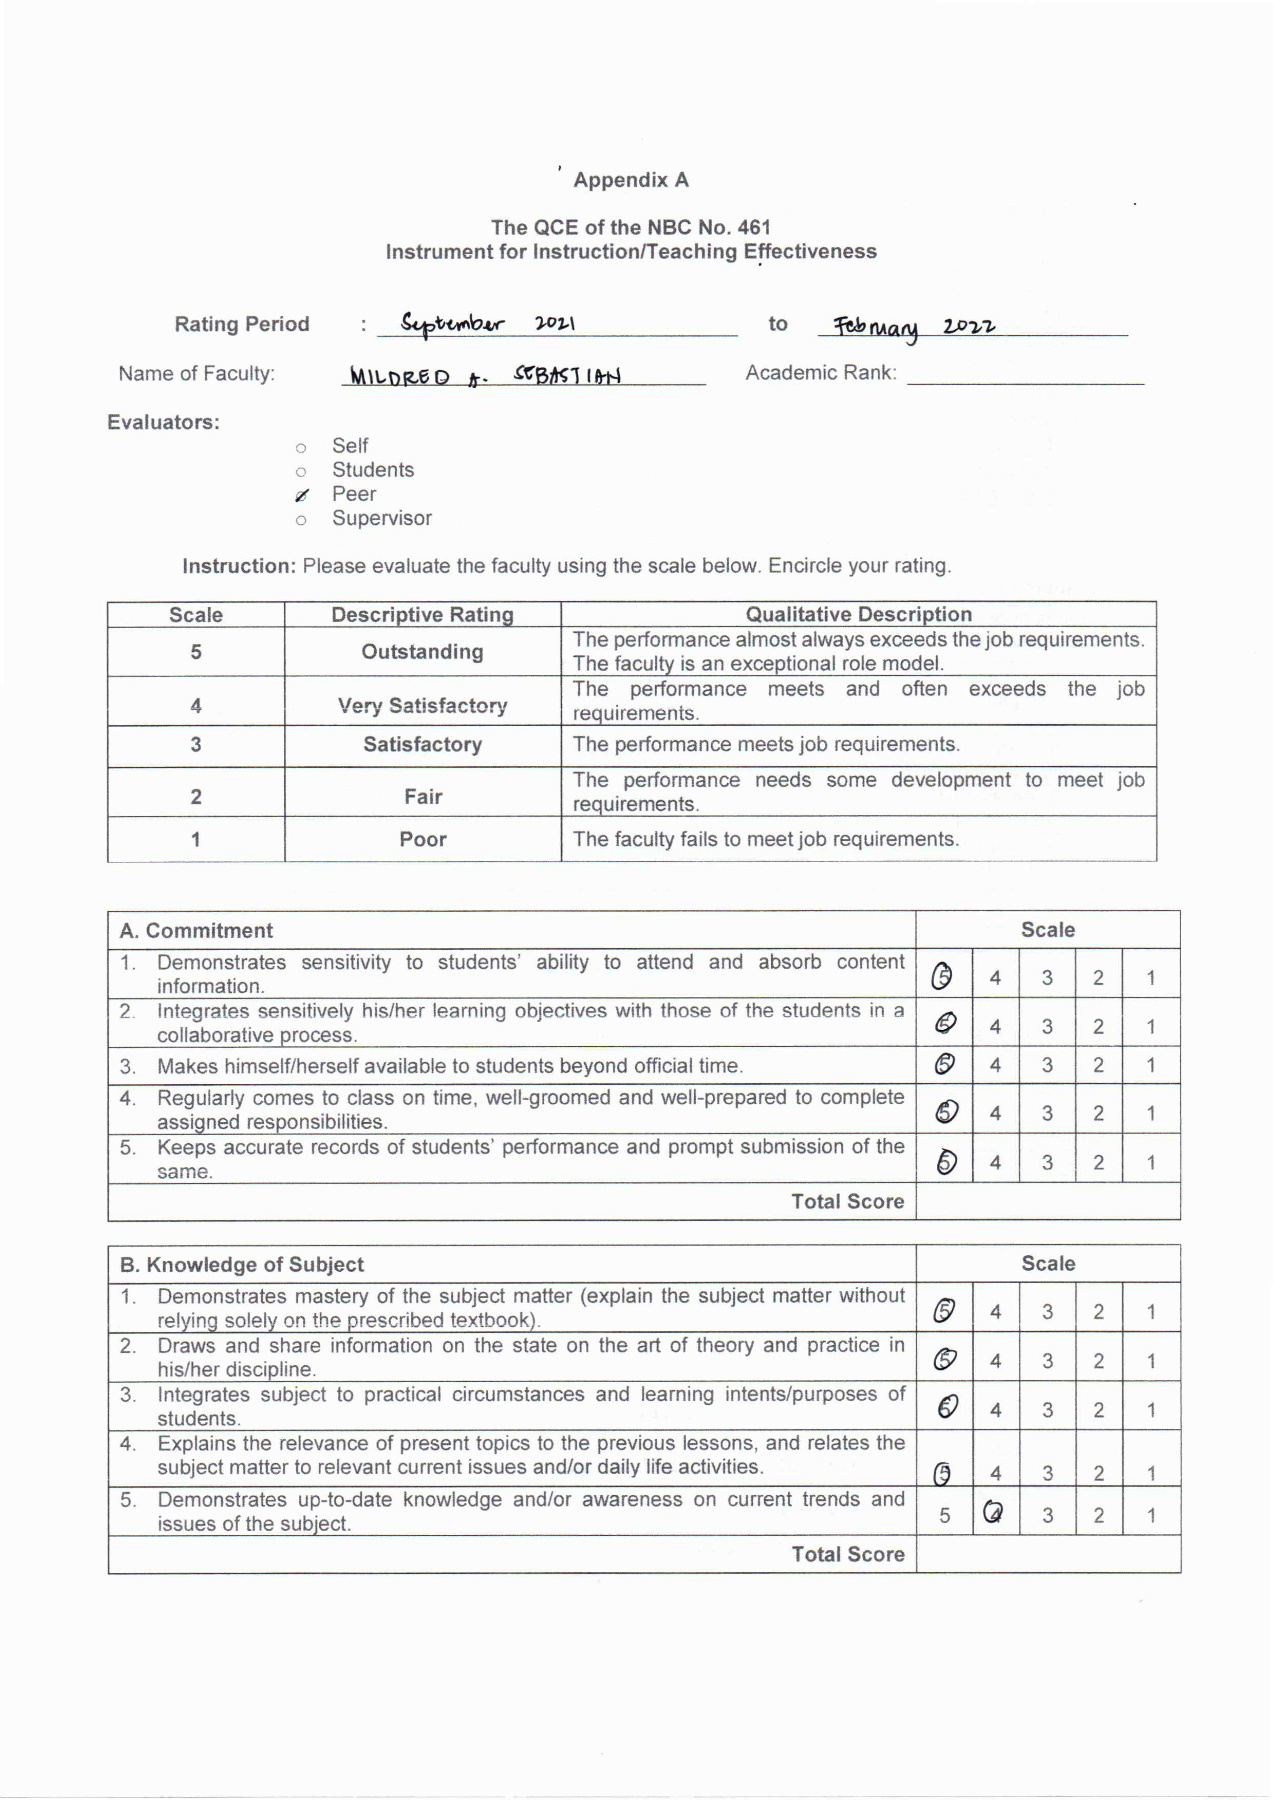 Appendix A
The QCE of the NBC No. 461
Instrument for Instruction/Teaching Effectiveness
Rating Period : September 2021 to February 2022
Name of Faculty: MILDRED A. SEBASTIAN Academic Rank:
Evaluators:
Self
Students
Peer
Supervisor
Instruction: Please evaluate the faculty using the scale below. Encircle your rating.
Scale Descriptive Rating Qualitative Description
5 Outstanding The performance almost always exceeds the job requirements.
The faculty is an exceptional role model.
4 Very Satisfactory The performance meets and often exceeds the job
requirements.
3 Satisfactory The performance meets job requirements.
2 Fair The performance needs some development to meet job
requirements.
1 Poor The faculty fails to meet job requirements.
A. Commitment Scale
1. Demonstrates sensitivity to students' ability to attend and absorb content
information. 5 4 3 2 1
2. Integrates sensitively his/her learning objectives with those of the students in a
collaborative process. 5 4 3 2 1
3. Makes himself/herself available to students beyond official time. 5 4 3 2 1
4. Regularly comes to class on time, well-groomed and well-prepared to complete
assigned responsibilities. 5 4 3 2 1
5. Keeps accurate records of students' performance and prompt submission of the
same. 5 4 3 2 1
Total Score
B. Knowledge of Subject Scale
1. Demonstrates mastery of the subject matter (explain the subject matter without
relying solely on the prescribed textbook). 5 4 3 2 1
2. Draws and share information on the state on the art of theory and practice in
his/her discipline. 5 4 3 2 1
3. Integrates subject to practical circumstances and learning intents/purposes of
students. 5 4 3 2 1
4. Explains the relevance of present topics to the previous lessons, and relates the
subject matter to relevant current issues and/or daily life activities. 5 4 3 2 1
5. Demonstrates up-to-date knowledge and/or awareness on current trends and
issues of the subject. 5 4 3 2 1
Total Score